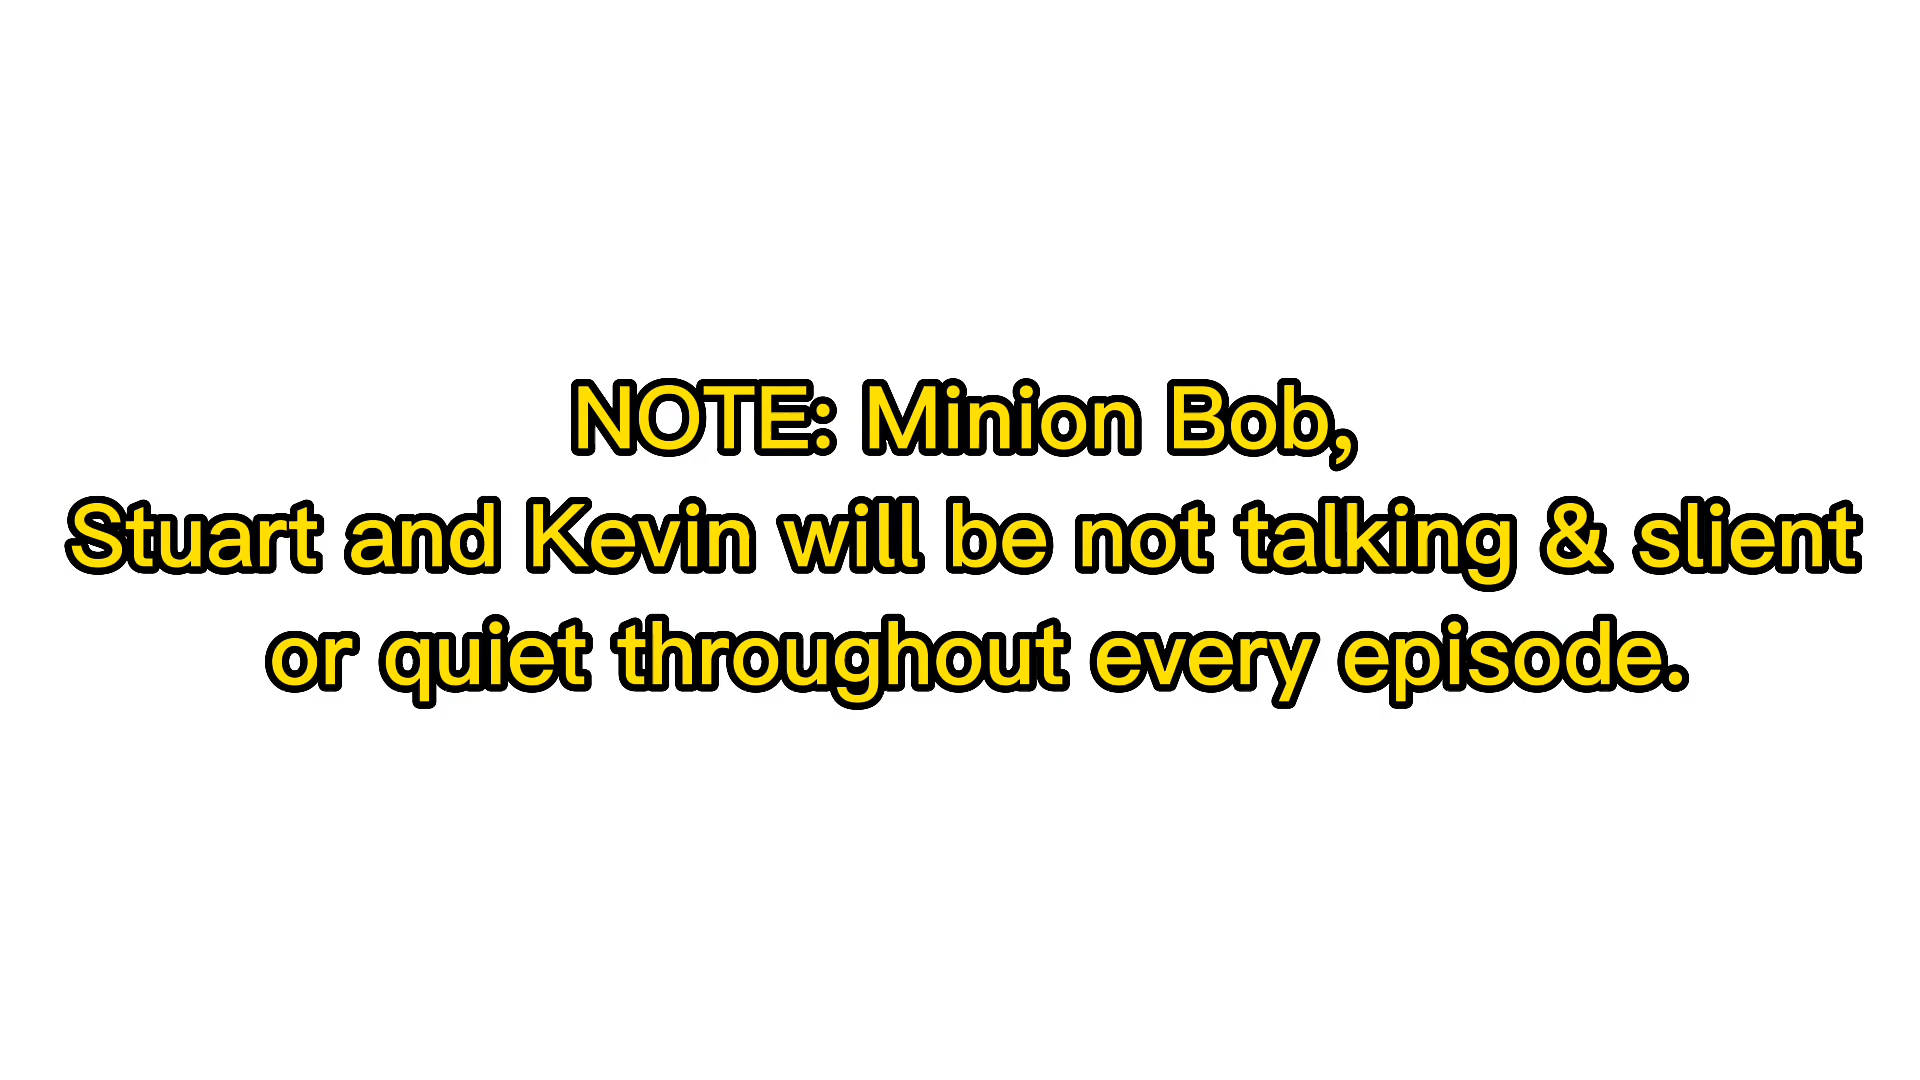 NOTE: Minion Bob,
Stuart and Kevin will be not talking & slient
or quiet throughout every episode.